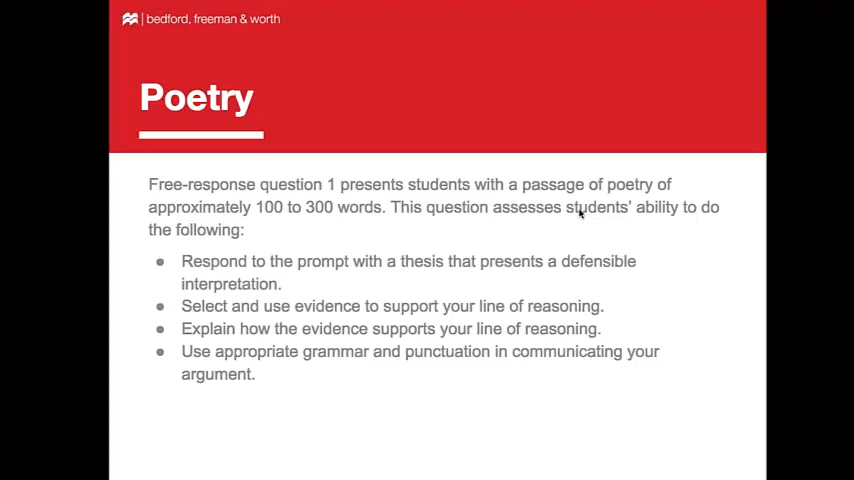 bedford, freeman & worth
Poetry
Free-response question 1 presents students with a passage of poetry of
approximately 100 to 300 words. This question assesses students' ability to do
the following:
● Respond to the prompt with a thesis that presents a defensible
interpretation.
● Select and use evidence to support your line of reasoning.
● Explain how the evidence supports your line of reasoning.
● Use appropriate grammar and punctuation in communicating your
argument.